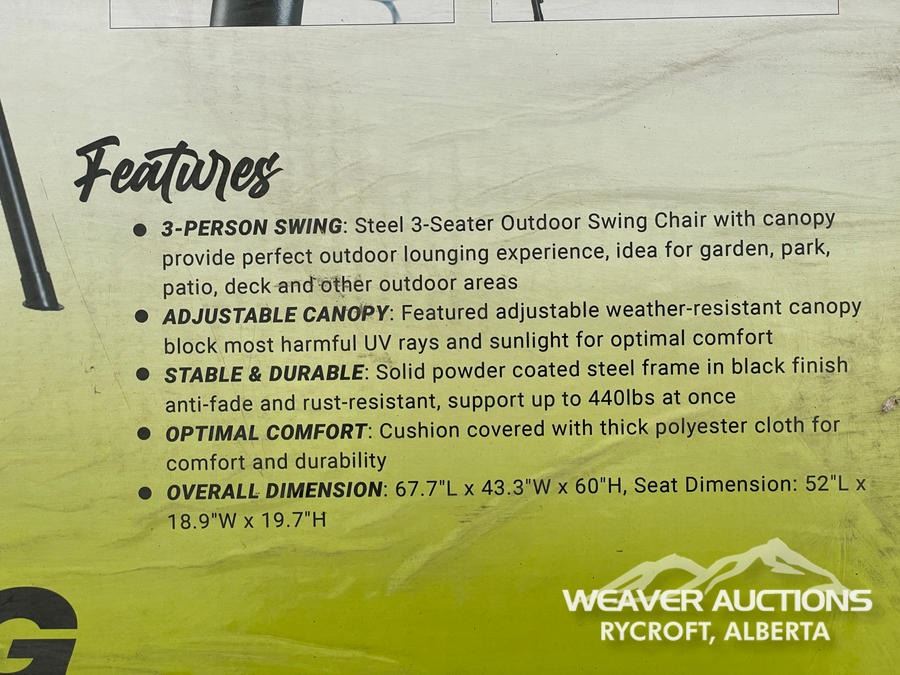 Features
● 3-PERSON SWING: Steel 3-Seater Outdoor Swing Chair with canopy
provide perfect outdoor lounging experience, idea for garden, park,
patio, deck and other outdoor areas
● ADJUSTABLE CANOPY: Featured adjustable weather-resistant canopy
block most harmful UV rays and sunlight for optimal comfort
● STABLE & DURABLE: Solid powder coated steel frame in black finish
anti-fade and rust-resistant, support up to 440lbs at once
● OPTIMAL COMFORT: Cushion covered with thick polyester cloth for
comfort and durability
● OVERALL DIMENSION: 67.7"L x 43.3"W x 60"H, Seat Dimension: 52"L x
18.9"W x 19.7"H
G
WEAVER AUCTIONS
RYCROFT, ALBERTA